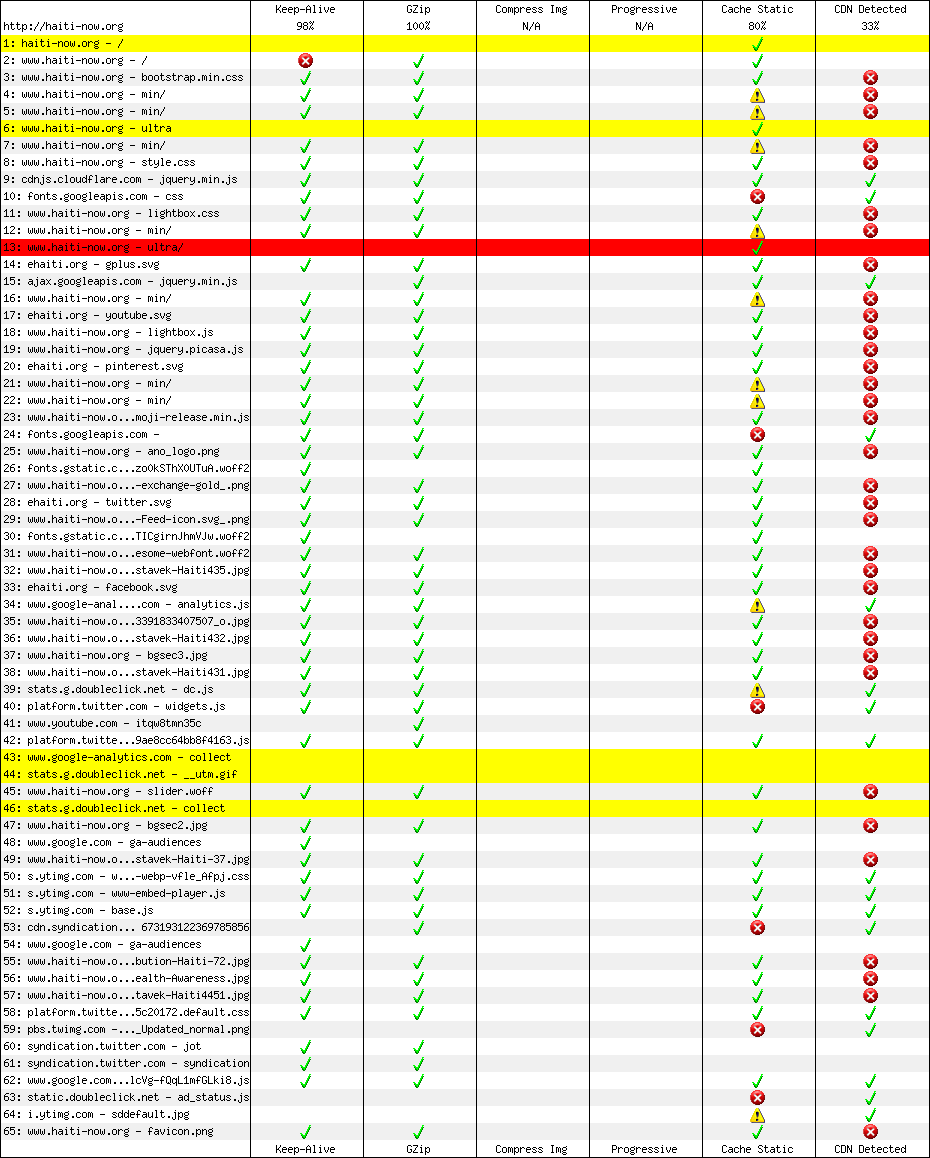 Keep-Alive GZip Compress Img Progressive Cache Static CDN Detected
http://haiti-now.org 98% 100% N/A N/A 80% 33%
1: haiti-now.org - /
2: www.haiti-now.org - /
3: www.haiti-now.org - bootstrap.min.css
4: www.haiti-now.org - min/
5: www.haiti-now.org - min/
6: www.haiti-now.org - ultra
7: www.haiti-now.org - min/
8: www.haiti-now.org - style.css
9: cdnjs.cloudflare.com - jquery.min.js
10: fonts.googleapis.com - css
11: www.haiti-now.org - lightbox.css
12: www.haiti-now.org - min/
13: www.haiti-now.org - ultra/
14: ehaiti.org - gplus.svg
15: ajax.googleapis.com - jquery.min.js
16: www.haiti-now.org - min/
17: ehaiti.org - youtube.svg
18: www.haiti-now.org - lightbox.js
19: www.haiti-now.org - jquery.picasa.js
20: ehaiti.org - pinterest.svg
21: www.haiti-now.org - min/
22: www.haiti-now.org - min/
23: www.haiti-now.o...moji-release.min.js
24: fonts.googleapis.com -
25: www.haiti-now.org - ano_logo.png
26: fonts.gstatic.c...zo0kSThX0UTuA.woff2
27: www.haiti-now.o...-exchange-gold_.png
28: ehaiti.org - twitter.svg
29: www.haiti-now.o...-Feed-icon.svg_.png
30: fonts.gstatic.c...TICgirnJhmVJw.woff2
31: www.haiti-now.o...esome-webfont.woff2
32: www.haiti-now.o...stavek-Haiti435.jpg
33: ehaiti.org - facebook.svg
34: www.google-anal....com - analytics.js
35: www.haiti-now.o...3391833407507_o.jpg
36: www.haiti-now.o...stavek-Haiti432.jpg
37: www.haiti-now.org - bgsec3.jpg
38: www.haiti-now.o...stavek-Haiti431.jpg
39: stats.g.doubleclick.net - dc.js
40: platform.twitter.com - widgets.js
41: www.youtube.com - itqw8tmn35c
42: platform.twitte...9ae8cc64bb8f4163.js
43: www.google-analytics.com - collect
44: stats.g.doubleclick.net - __utm.gif
45: www.haiti-now.org - slider.woff
46: stats.g.doubleclick.net - collect
47: www.haiti-now.org - bgsec2.jpg
48: www.google.com - ga-audiences
49: www.haiti-now.o...stavek-Haiti-37.jpg
50: s.ytimg.com - w...-webp-vfle_Afpj.css
51: s.ytimg.com - www-embed-player.js
52: s.ytimg.com - base.js
53: cdn.syndication... 673193122369785856
54: www.google.com - ga-audiences
55: www.haiti-now.o...bution-Haiti-72.jpg
56: www.haiti-now.o...ealth-Awareness.jpg
57: www.haiti-now.o...tavek-Haiti4451.jpg
58: platform.twitte...5c20172.default.css
59: pbs.twimg.com -..._Updated_normal.png
60: syndication.twitter.com - jot
61: syndication.twitter.com - syndication
62: www.google.com...lcVg-fQqL1mfGLki8.js
63: static.doubleclick.net - ad_status.js
64: i.ytimg.com - sddefault.jpg
65: www.haiti-now.org - favicon.png
Keep-Alive GZip Compress Img Progressive Cache Static CDN Detected